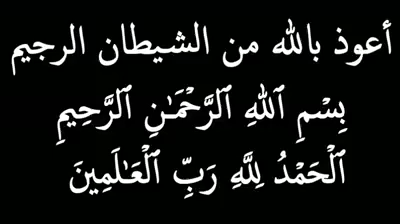 أعوذ بالله من الشيطان الرجيم
بِسْمِ ٱللَّهِ ٱلرَّحْمَـٰنِ ٱلرَّحِيمِ
ٱلْحَمْدُ لِلَّهِ رَبِّ ٱلْعَـٰلَمِينَ